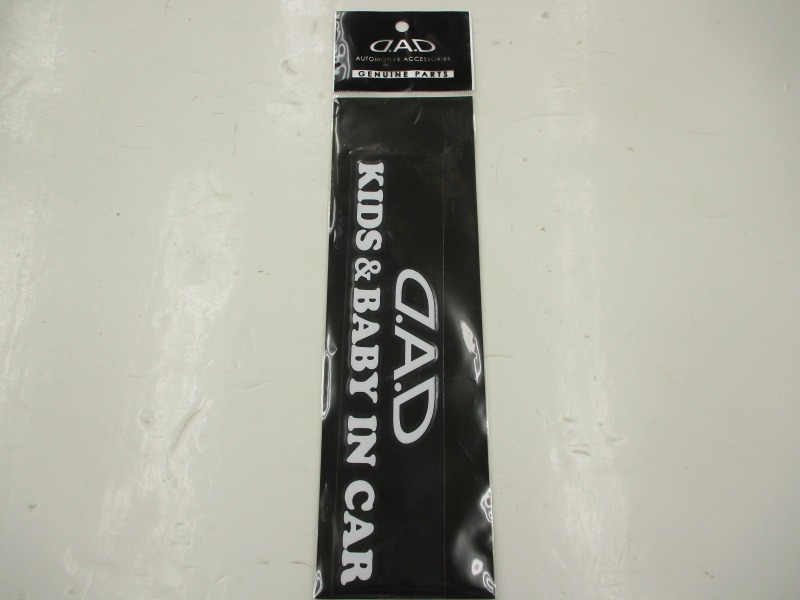 D.A.D
AUTOMOTIVE ACCESSORIES
GENUINE PARTS
D.A.D
KIDS & BABY IN CAR